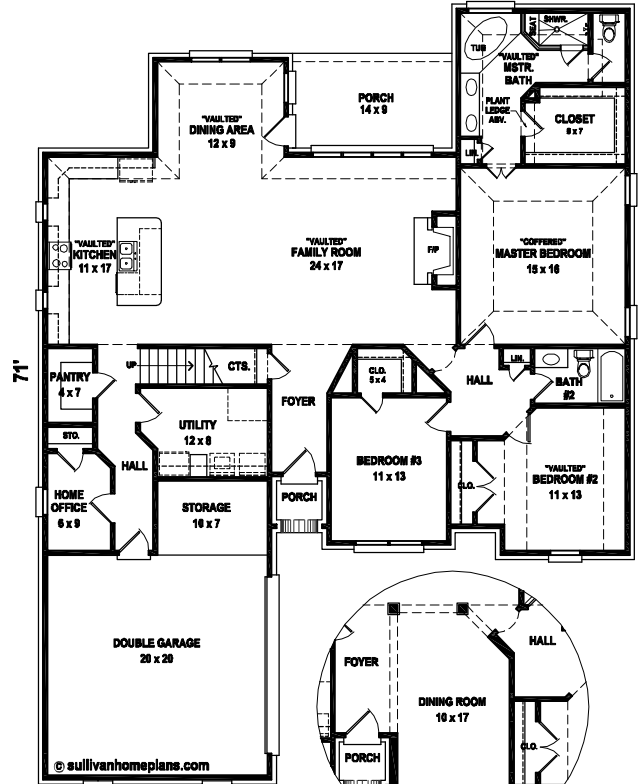 SEAT
SHWR.
TUB
"VAULTED"
MSTR.
BATH
PORCH
14 x 9
"VAULTED"
DINING AREA
12 x 9
PLANT
LEDGE
ABV.
CLOSET
8 x 7
LIN.
"VAULTED"
KITCHEN
11 x 17
"VAULTED"
FAMILY ROOM
24 x 17
F/P
"COFFERED"
MASTER BEDROOM
15 x 16
71'
PANTRY
4 x 7
UP
CTS.
CLO.
5 x 4
LIN.
HALL
BATH
#2
FOYER
STO.
UTILITY
12 x 8
HALL
BEDROOM #3
11 x 13
CLO.
"VAULTED"
BEDROOM #2
11 x 13
HOME
OFFICE
6 x 9
STORAGE
16 x 7
PORCH
DOUBLE GARAGE
20 x 20
HALL
FOYER
DINING ROOM
10 x 17
CLO.
PORCH
© sullivanhomeplans.com